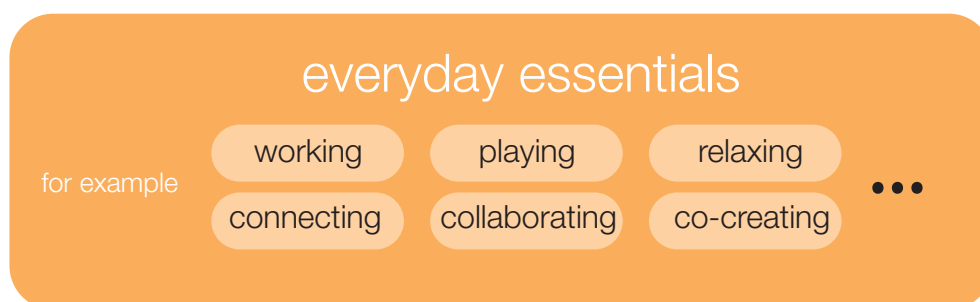 everyday essentials
working playing relaxing
for example
...
connecting collaborating co-creating